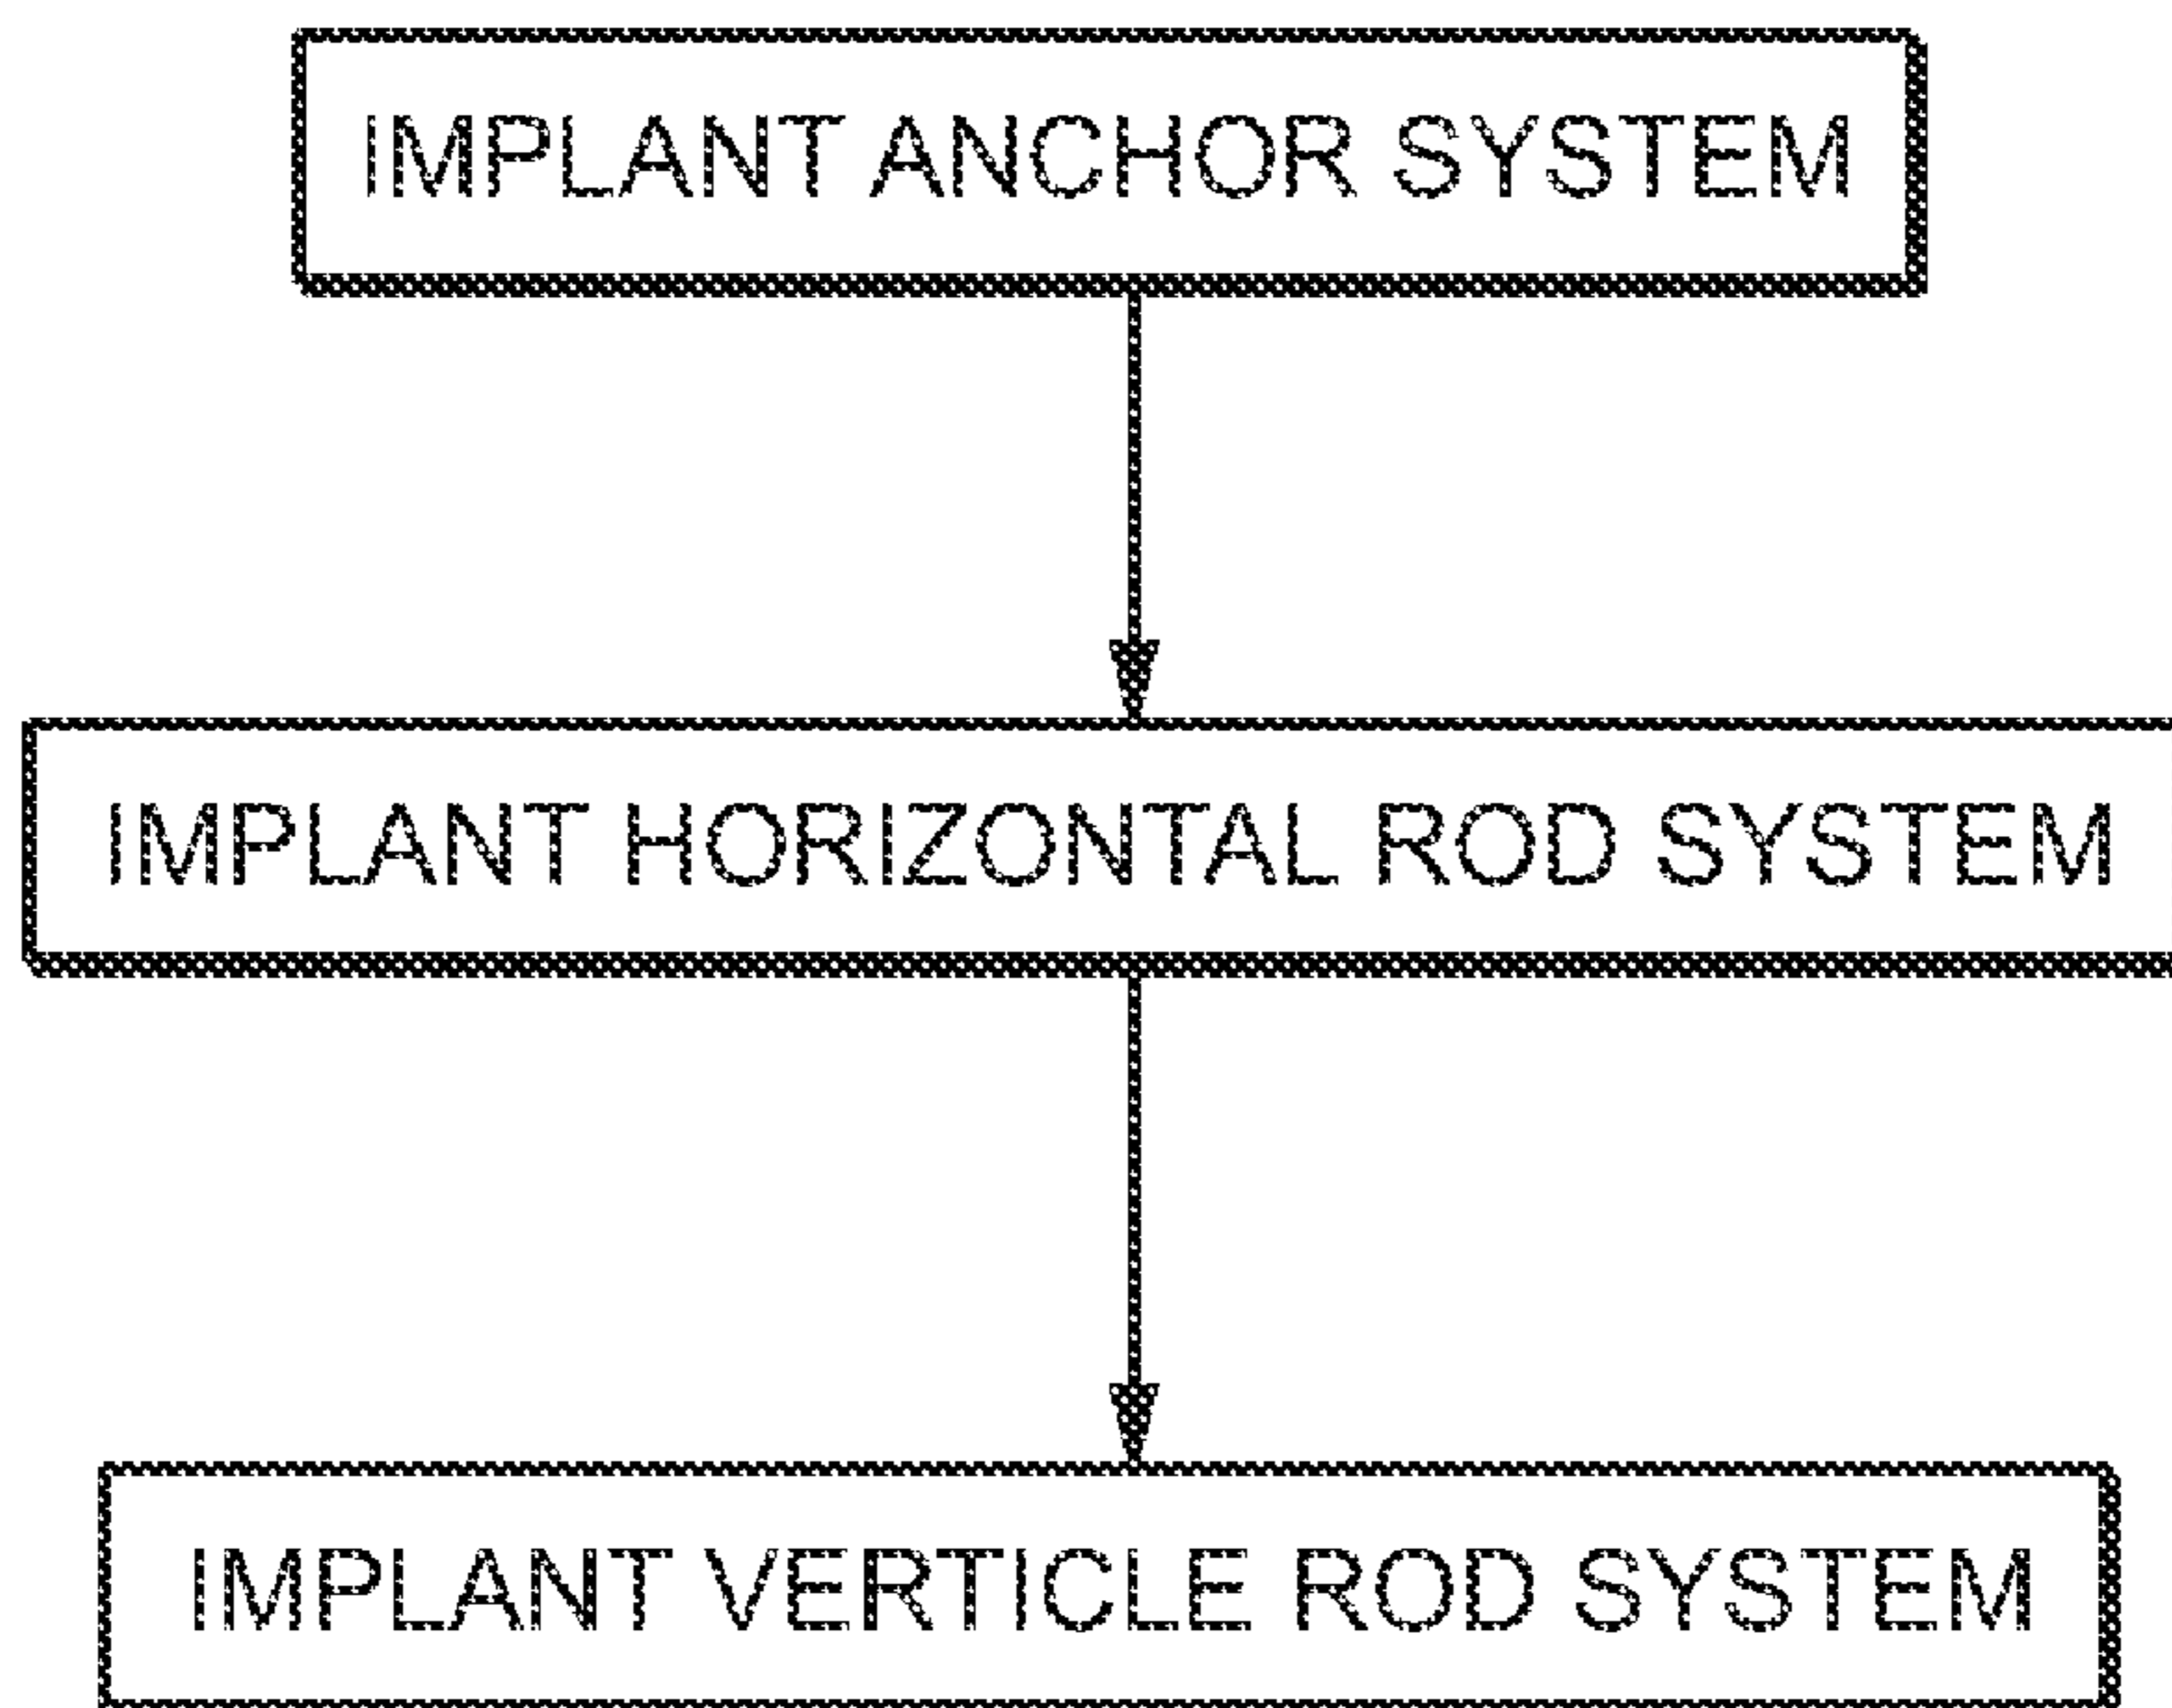 IMPLANT ANCHOR SYSTEM
IMPLANT HORIZONTAL ROD SYSTEM
IMPLANT VERTICLE ROD SYSTEM